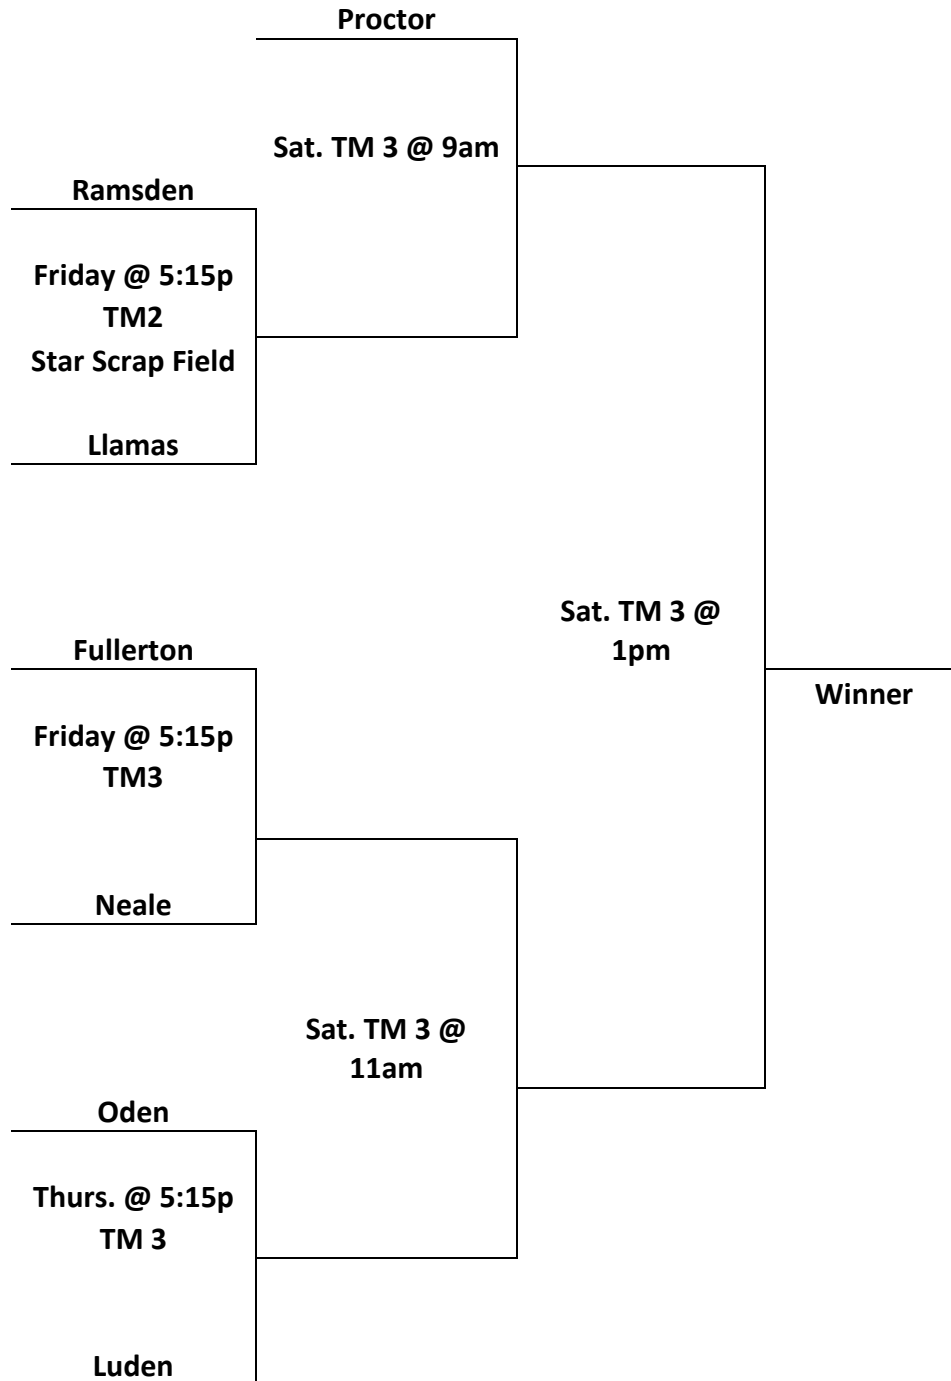 Proctor
Sat. TM 3 @ 9am
Ramsden
Friday @ 5:15p
TM2
Star Scrap Field
Llamas
Sat. TM 3 @
1pm
Fullerton
Winner
Friday @ 5:15p
TM3
Neale
Sat. TM 3 @
11am
Oden
Thurs. @ 5:15p
TM 3
Luden